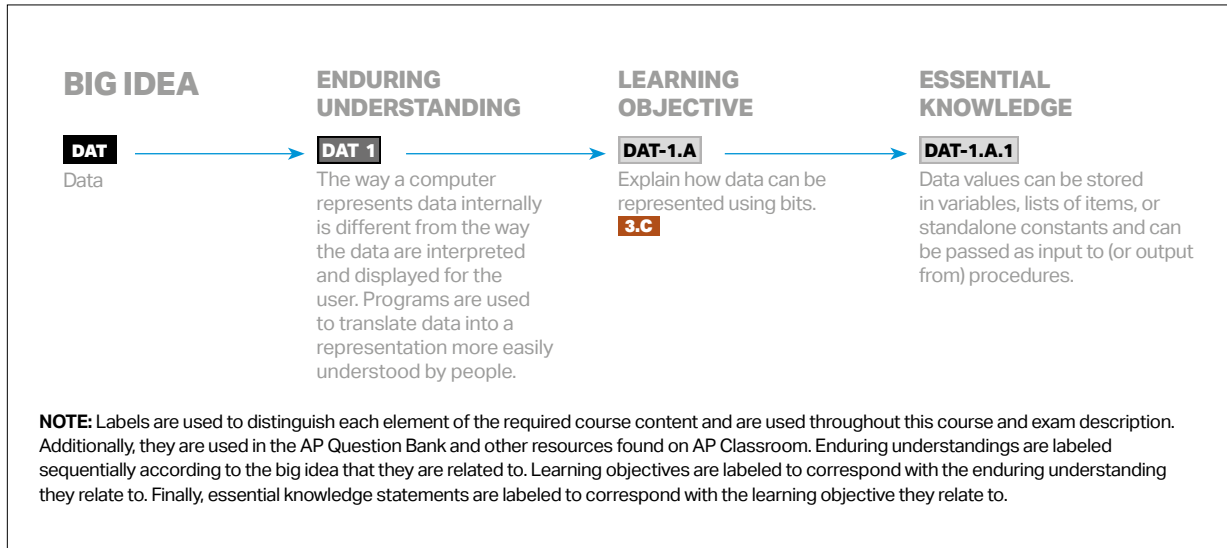 BIG IDEA
DAT
Data
ENDURING
UNDERSTANDING
DAT 1
The way a computer
represents data internally
is different from the way
the data are interpreted
and displayed for the
user. Programs are used
to translate data into a
representation more easily
understood by people.
LEARNING
OBJECTIVE
DAT-1.A
Explain how data can be
represented using bits.
3.C
ESSENTIAL
KNOWLEDGE
DAT-1.A.1
Data values can be stored
in variables, lists of items, or
standalone constants and can
be passed as input to (or output
from) procedures.
NOTE: Labels are used to distinguish each element of the required course content and are used throughout this course and exam description.
Additionally, they are used in the AP Question Bank and other resources found on AP Classroom. Enduring understandings are labeled
sequentially according to the big idea that they are related to. Learning objectives are labeled to correspond with the enduring understanding
they relate to. Finally, essential knowledge statements are labeled to correspond with the learning objective they relate to.